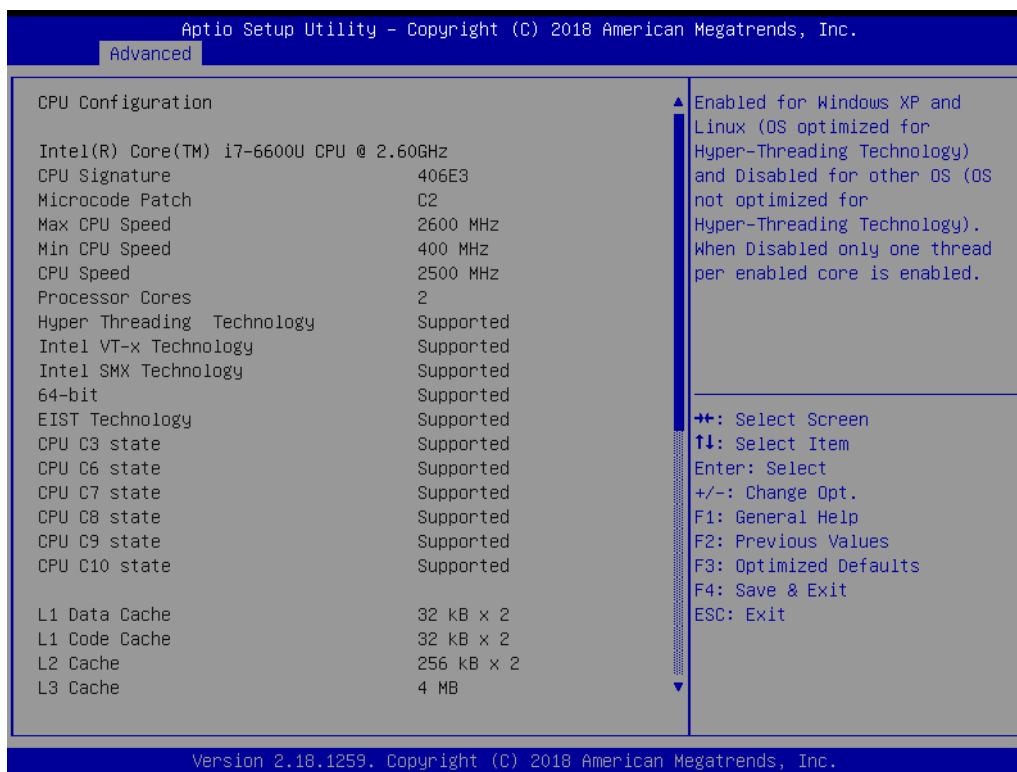 Aptio Setup Utility – Copyright (C) 2018 American Megatrends, Inc.
Advanced
CPU Configuration
Intel(R) Core(TM) i7-6600U CPU @ 2.60GHz
CPU Signature 406E3
Microcode Patch C2
Max CPU Speed 2600 MHz
Min CPU Speed 400 MHz
CPU Speed 2500 MHz
Processor Cores 2
Hyper Threading Technology Supported
Intel VT-x Technology Supported
Intel SMX Technology Supported
64-bit Supported
EIST Technology Supported
CPU C3 state Supported
CPU C6 state Supported
CPU C7 state Supported
CPU C8 state Supported
CPU C9 state Supported
CPU C10 state Supported
L1 Data Cache 32 kB x 2
L1 Code Cache 32 kB x 2
L2 Cache 256 kB x 2
L3 Cache 4 MB
Enabled for Windows XP and
Linux (OS optimized for
Hyper-Threading Technology)
and Disabled for other OS (OS
not optimized for
Hyper-Threading Technology).
When Disabled only one thread
per enabled core is enabled.
→←: Select Screen
↑↓: Select Item
Enter: Select
+/-: Change Opt.
F1: General Help
F2: Previous Values
F3: Optimized Defaults
F4: Save & Exit
ESC: Exit
Version 2.18.1259. Copyright (C) 2018 American Megatrends, Inc.